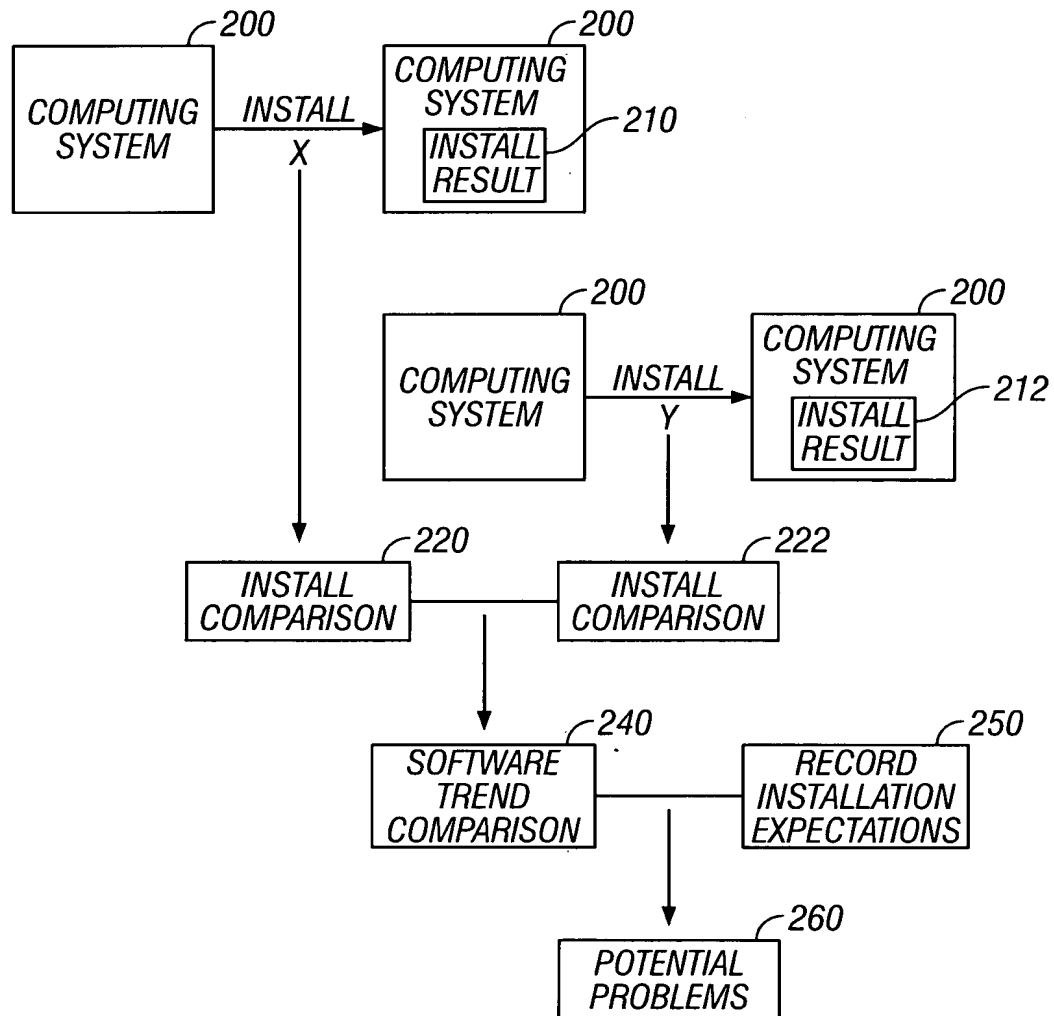 200
COMPUTING
SYSTEM
INSTALL
X
200
COMPUTING
SYSTEM
210
INSTALL
RESULT
200
COMPUTING
SYSTEM
INSTALL
Y
200
COMPUTING
SYSTEM
212
INSTALL
RESULT
220
INSTALL
COMPARISON
222
INSTALL
COMPARISON
240
SOFTWARE
TREND
COMPARISON
250
RECORD
INSTALLATION
EXPECTATIONS
260
POTENTIAL
PROBLEMS